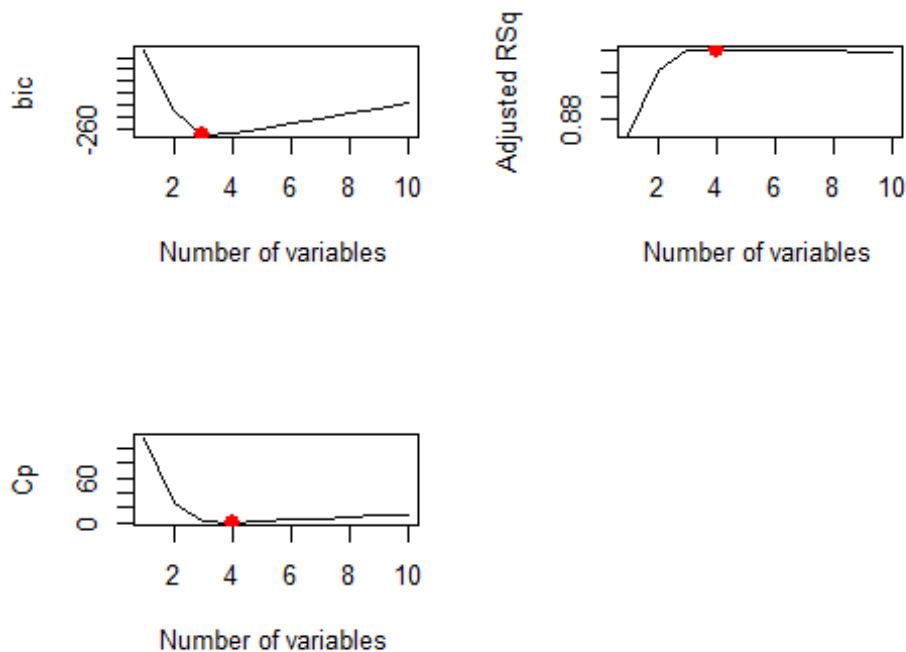 bic
-260
2 4 6 8 10
Number of variables
Adjusted RSq
0.88
2 4 6 8 10
Number of variables
Cp
60
0
2 4 6 8 10
Number of variables